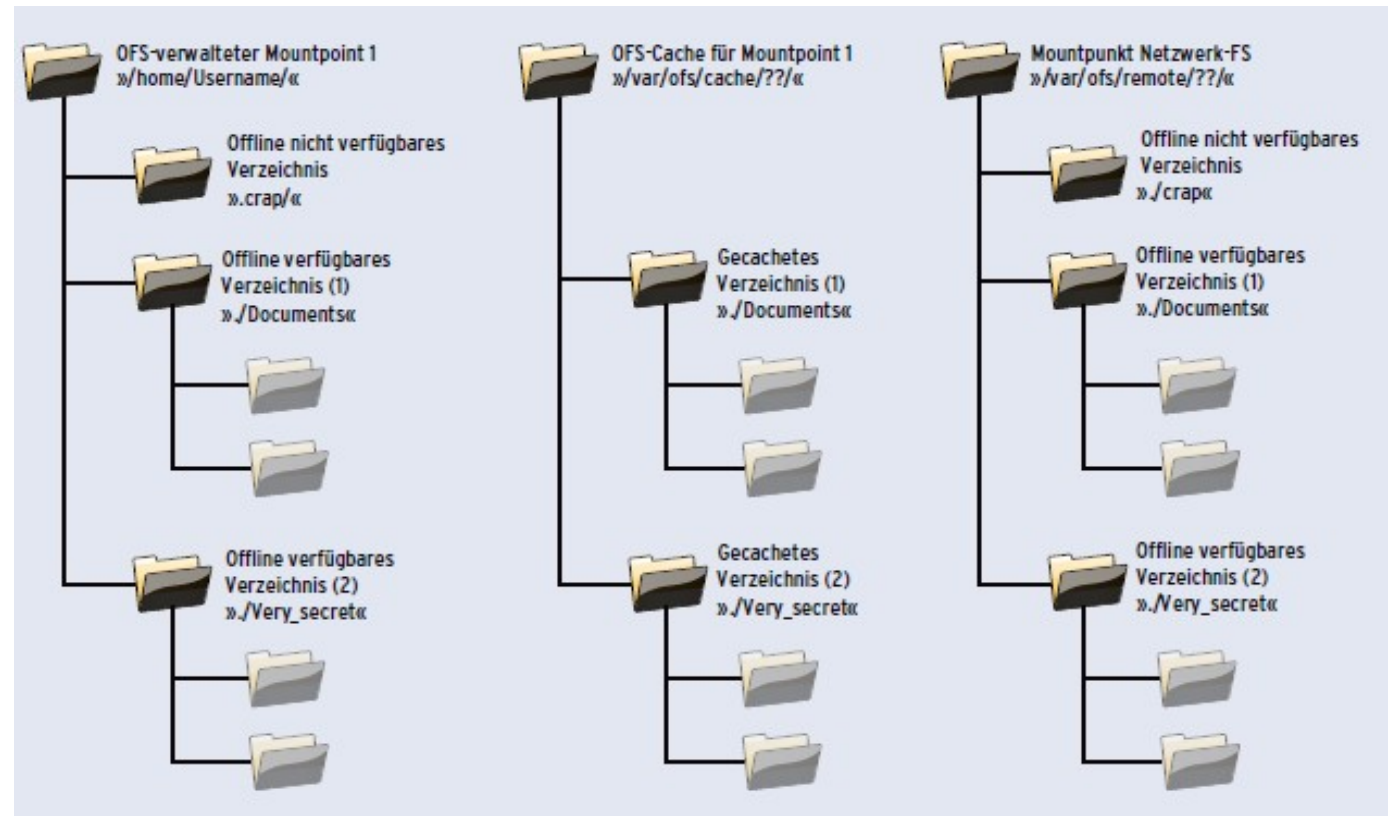 OFS-verwalteter Mountpoint 1
»/home/Username/«
Offline nicht verfügbares
Verzeichnis
».crap/«
Offline verfügbares
Verzeichnis (1)
»./Documents«
Offline verfügbares
Verzeichnis (2)
»./Very_secret«
OFS-Cache für Mountpoint 1
»/var/ofs/cache/??/«
Gecachetes
Verzeichnis (1)
»./Documents«
Gecachetes
Verzeichnis (2)
»./Very_secret«
Mountpunkt Netzwerk-FS
»/var/ofs/remote/??/«
Offline nicht verfügbares
Verzeichnis
»./crap«
Offline verfügbares
Verzeichnis (1)
»./Documents«
Offline verfügbares
Verzeichnis (2)
»./Very_secret«